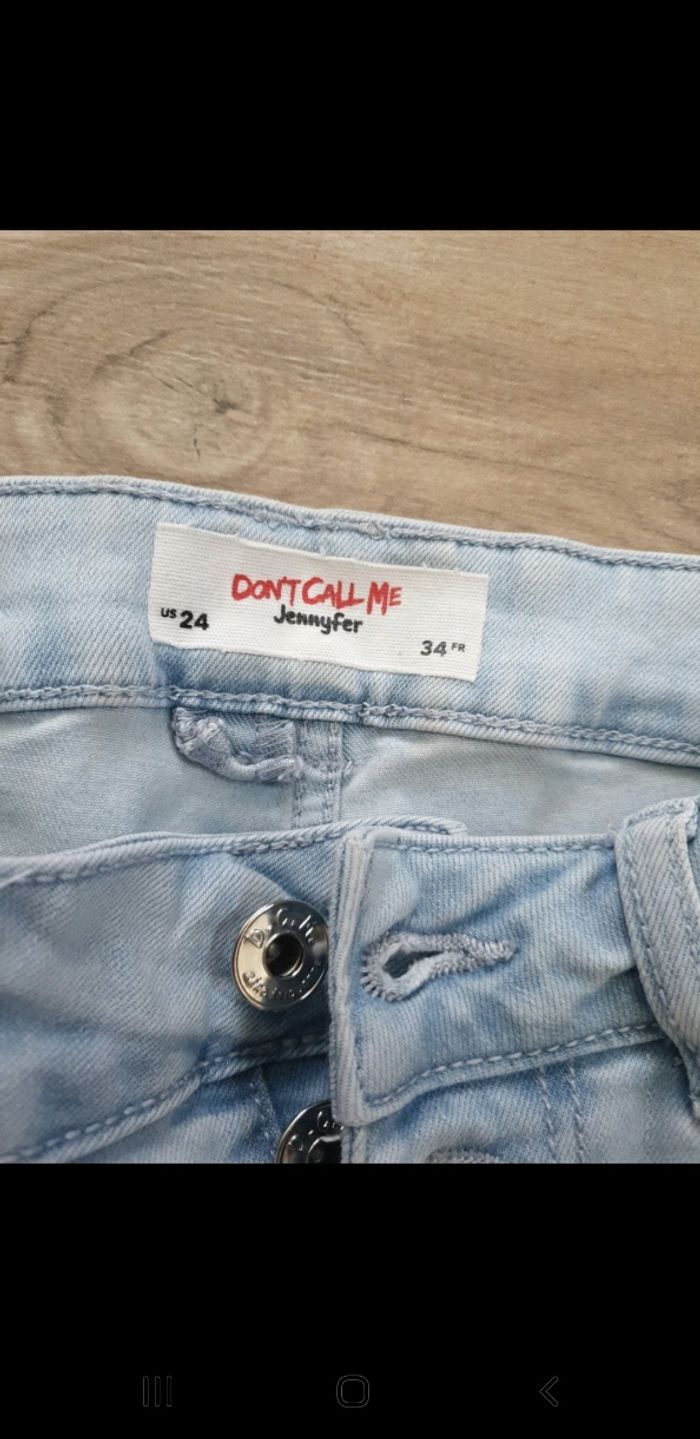 DON'T CALL ME
Jennyfer
US 24
34 FR
D.C.M.